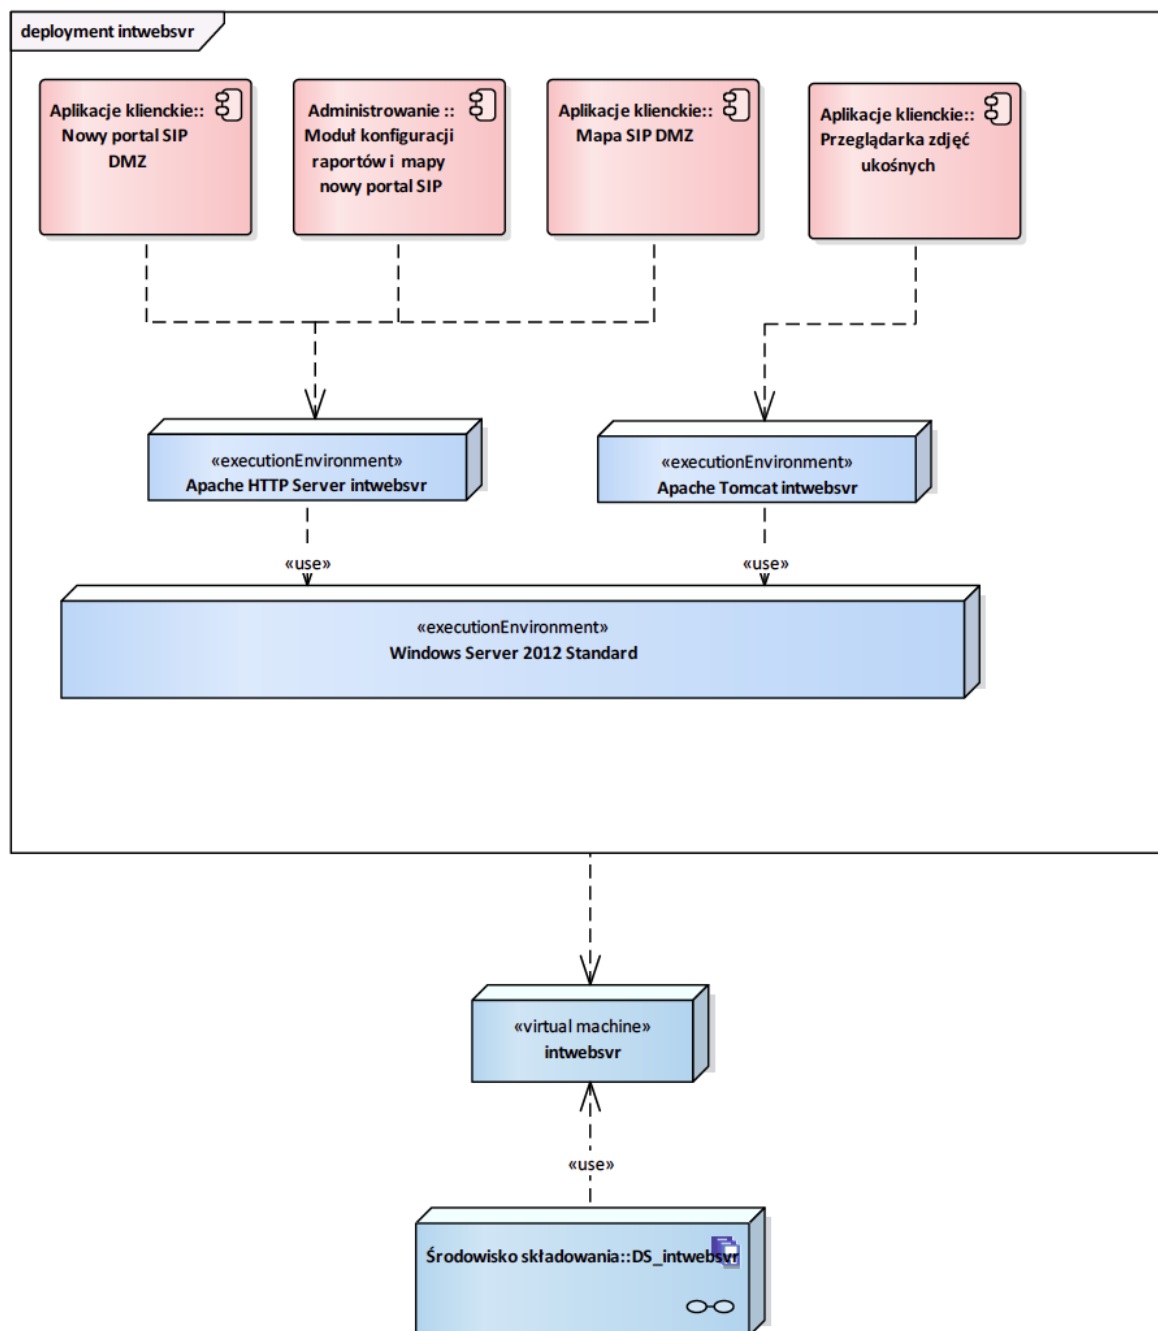 deployment intwebsvr
Aplikacje klienckie::
Nowy portal SIP
DMZ
Administrowanie ::
Moduł konfiguracji
raportów i mapy
nowy portal SIP
Aplikacje klienckie::
Mapa SIP DMZ
Aplikacje klienckie::
Przeglądarka zdjęć
ukośnych
«executionEnvironment»
Apache HTTP Server intwebsvr
«executionEnvironment»
Apache Tomcat intwebsvr
«use»
«use»
«executionEnvironment»
Windows Server 2012 Standard
«virtual machine»
intwebsvr
«use»
Środowisko składowania::DS_intwebsvr